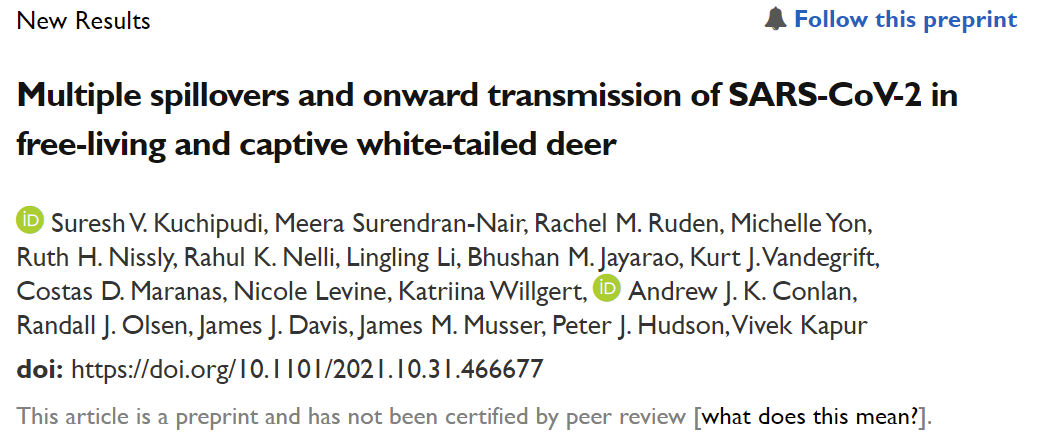 New Results
Follow this preprint
Multiple spillovers and onward transmission of SARS-CoV-2 in
free-living and captive white-tailed deer
iD Suresh V. Kuchipudi, Meera Surendran-Nair, Rachel M. Ruden, Michelle Yon,
Ruth H. Nissly, Rahul K. Nelli, Lingling Li, Bhushan M. Jayarao, Kurt J. Vandegrift,
Costas D. Maranas, Nicole Levine, Katriina Willgert, iD Andrew J. K. Conlan,
Randall J. Olsen, James J. Davis, James M. Musser, Peter J. Hudson, Vivek Kapur
doi: https://doi.org/10.1101/2021.10.31.466677
This article is a preprint and has not been certified by peer review [what does this mean?].